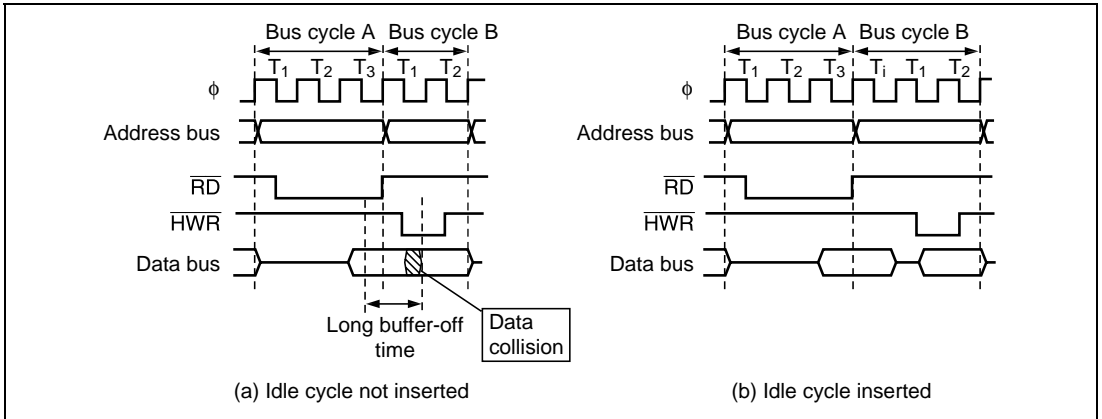 Bus cycle A Bus cycle B
T1 T2 T3 T1 T2
ϕ
Address bus
RD
HWR
Data bus
Long buffer-off
time
Data
collision
(a) Idle cycle not inserted
Bus cycle A Bus cycle B
T1 T2 T3 Ti T1 T2
ϕ
Address bus
RD
HWR
Data bus
(b) Idle cycle inserted